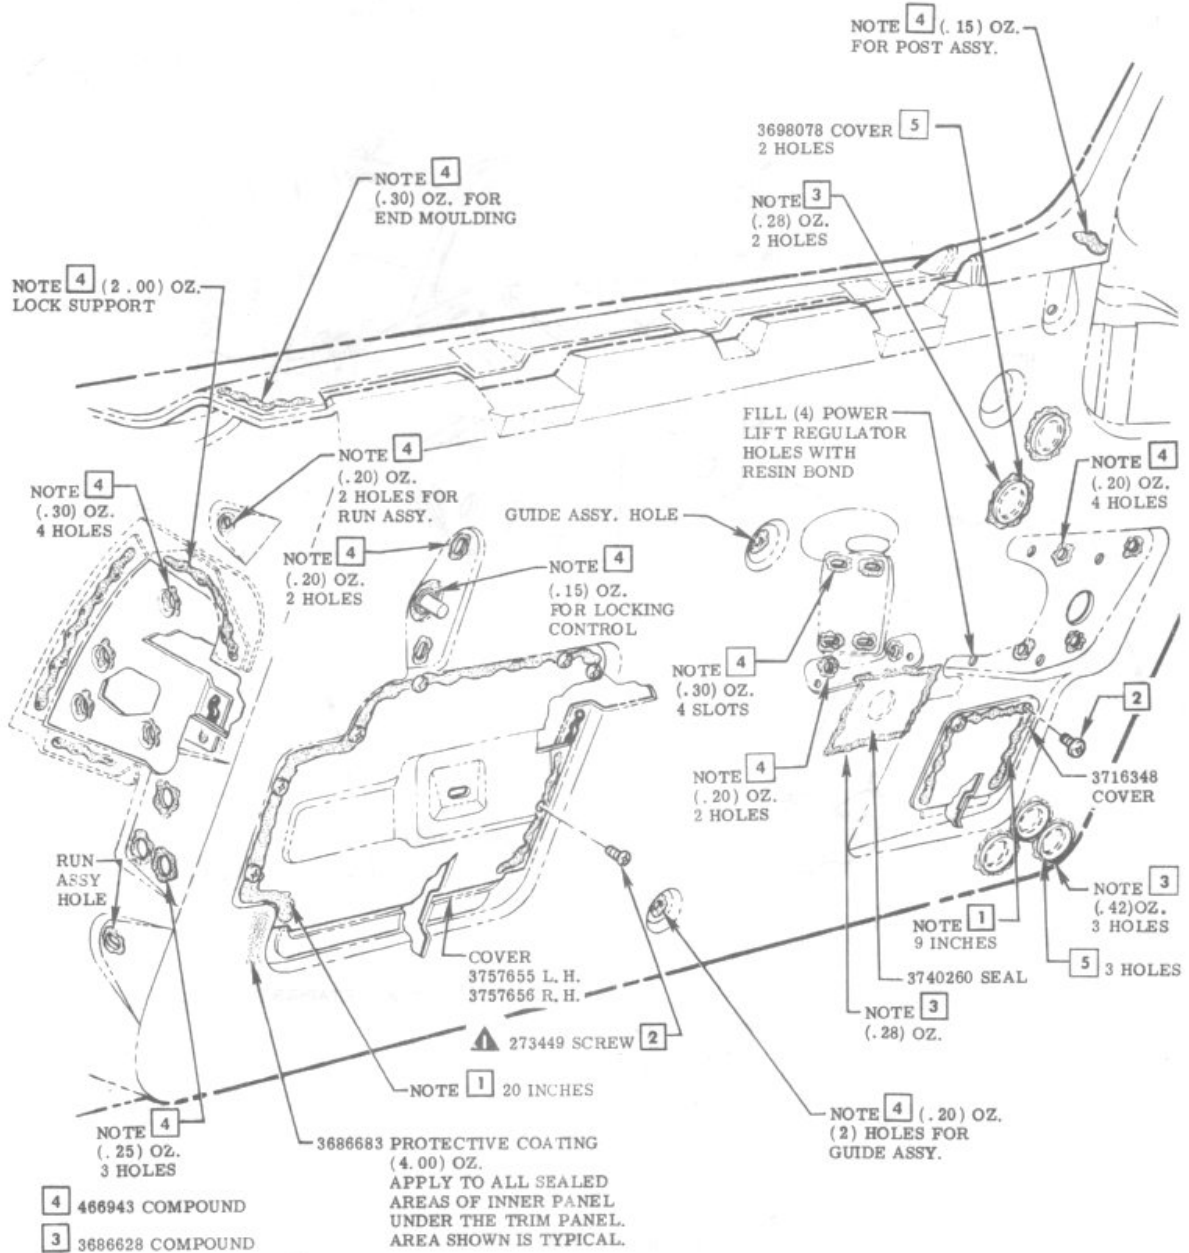 NOTE 4 (.15) OZ.
FOR POST ASSY.
3698078 COVER 5
2 HOLES
NOTE 4
(.30) OZ. FOR
END MOULDING
NOTE 3
(.28) OZ.
2 HOLES
NOTE 4 (2.00) OZ.
LOCK SUPPORT
FILL (4) POWER
LIFT REGULATOR
HOLES WITH
RESIN BOND
NOTE 4
(.20) OZ.
2 HOLES FOR
RUN ASSY.
NOTE 4
(.20) OZ.
4 HOLES
NOTE 4
(.30) OZ.
4 HOLES
GUIDE ASSY. HOLE
NOTE 4
(.20) OZ.
2 HOLES
NOTE 4
(.15) OZ.
FOR LOCKING
CONTROL
NOTE 4
(.30) OZ.
4 SLOTS
2
NOTE 4
(.20) OZ.
2 HOLES
3716348
COVER
RUN
ASSY
HOLE
NOTE 3
(.42) OZ.
3 HOLES
NOTE 1
9 INCHES
5 3 HOLES
COVER
3757655 L.H.
3757656 R.H.
3740260 SEAL
NOTE 3
(.28) OZ.
1 273449 SCREW 2
NOTE 1 20 INCHES
NOTE 4 (.20) OZ.
(2) HOLES FOR
GUIDE ASSY.
NOTE 4
(.25) OZ.
3 HOLES
3686683 PROTECTIVE COATING
(4.00) OZ.
APPLY TO ALL SEALED
AREAS OF INNER PANEL
UNDER THE TRIM PANEL.
AREA SHOWN IS TYPICAL.
4 466943 COMPOUND
3 3686628 COMPOUND